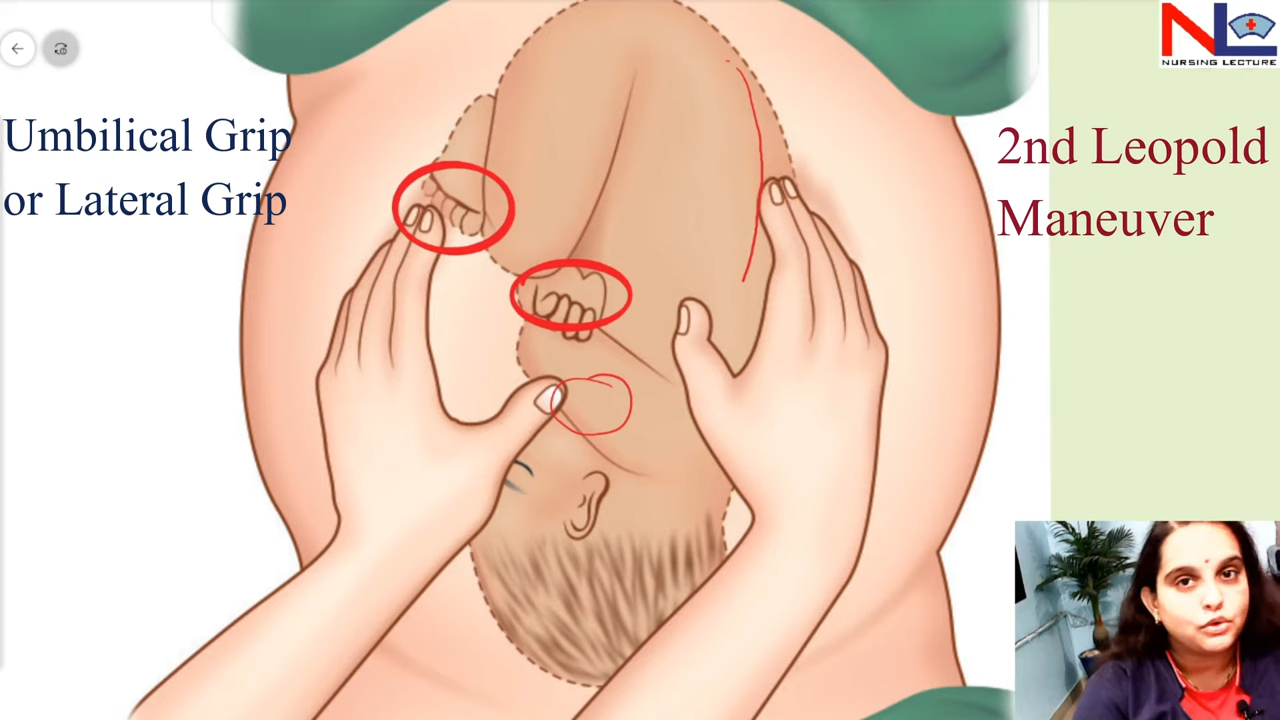 NL
NURSING LECTURE
Umbilical Grip
or Lateral Grip
2nd Leopold
Maneuver